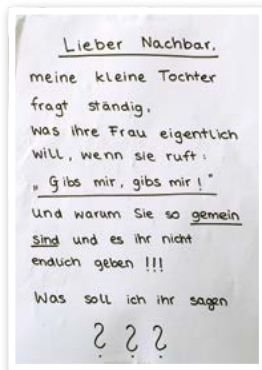 Lieber Nachbar,
meine kleine Tochter
fragt ständig,
was ihre Frau eigentlich
will, wenn sie ruft:
„Gibs mir, gibs mir!"
Und warum Sie so gemein
sind und es ihr nicht
endlich geben !!!
Was soll ich ihr sagen
? ? ?